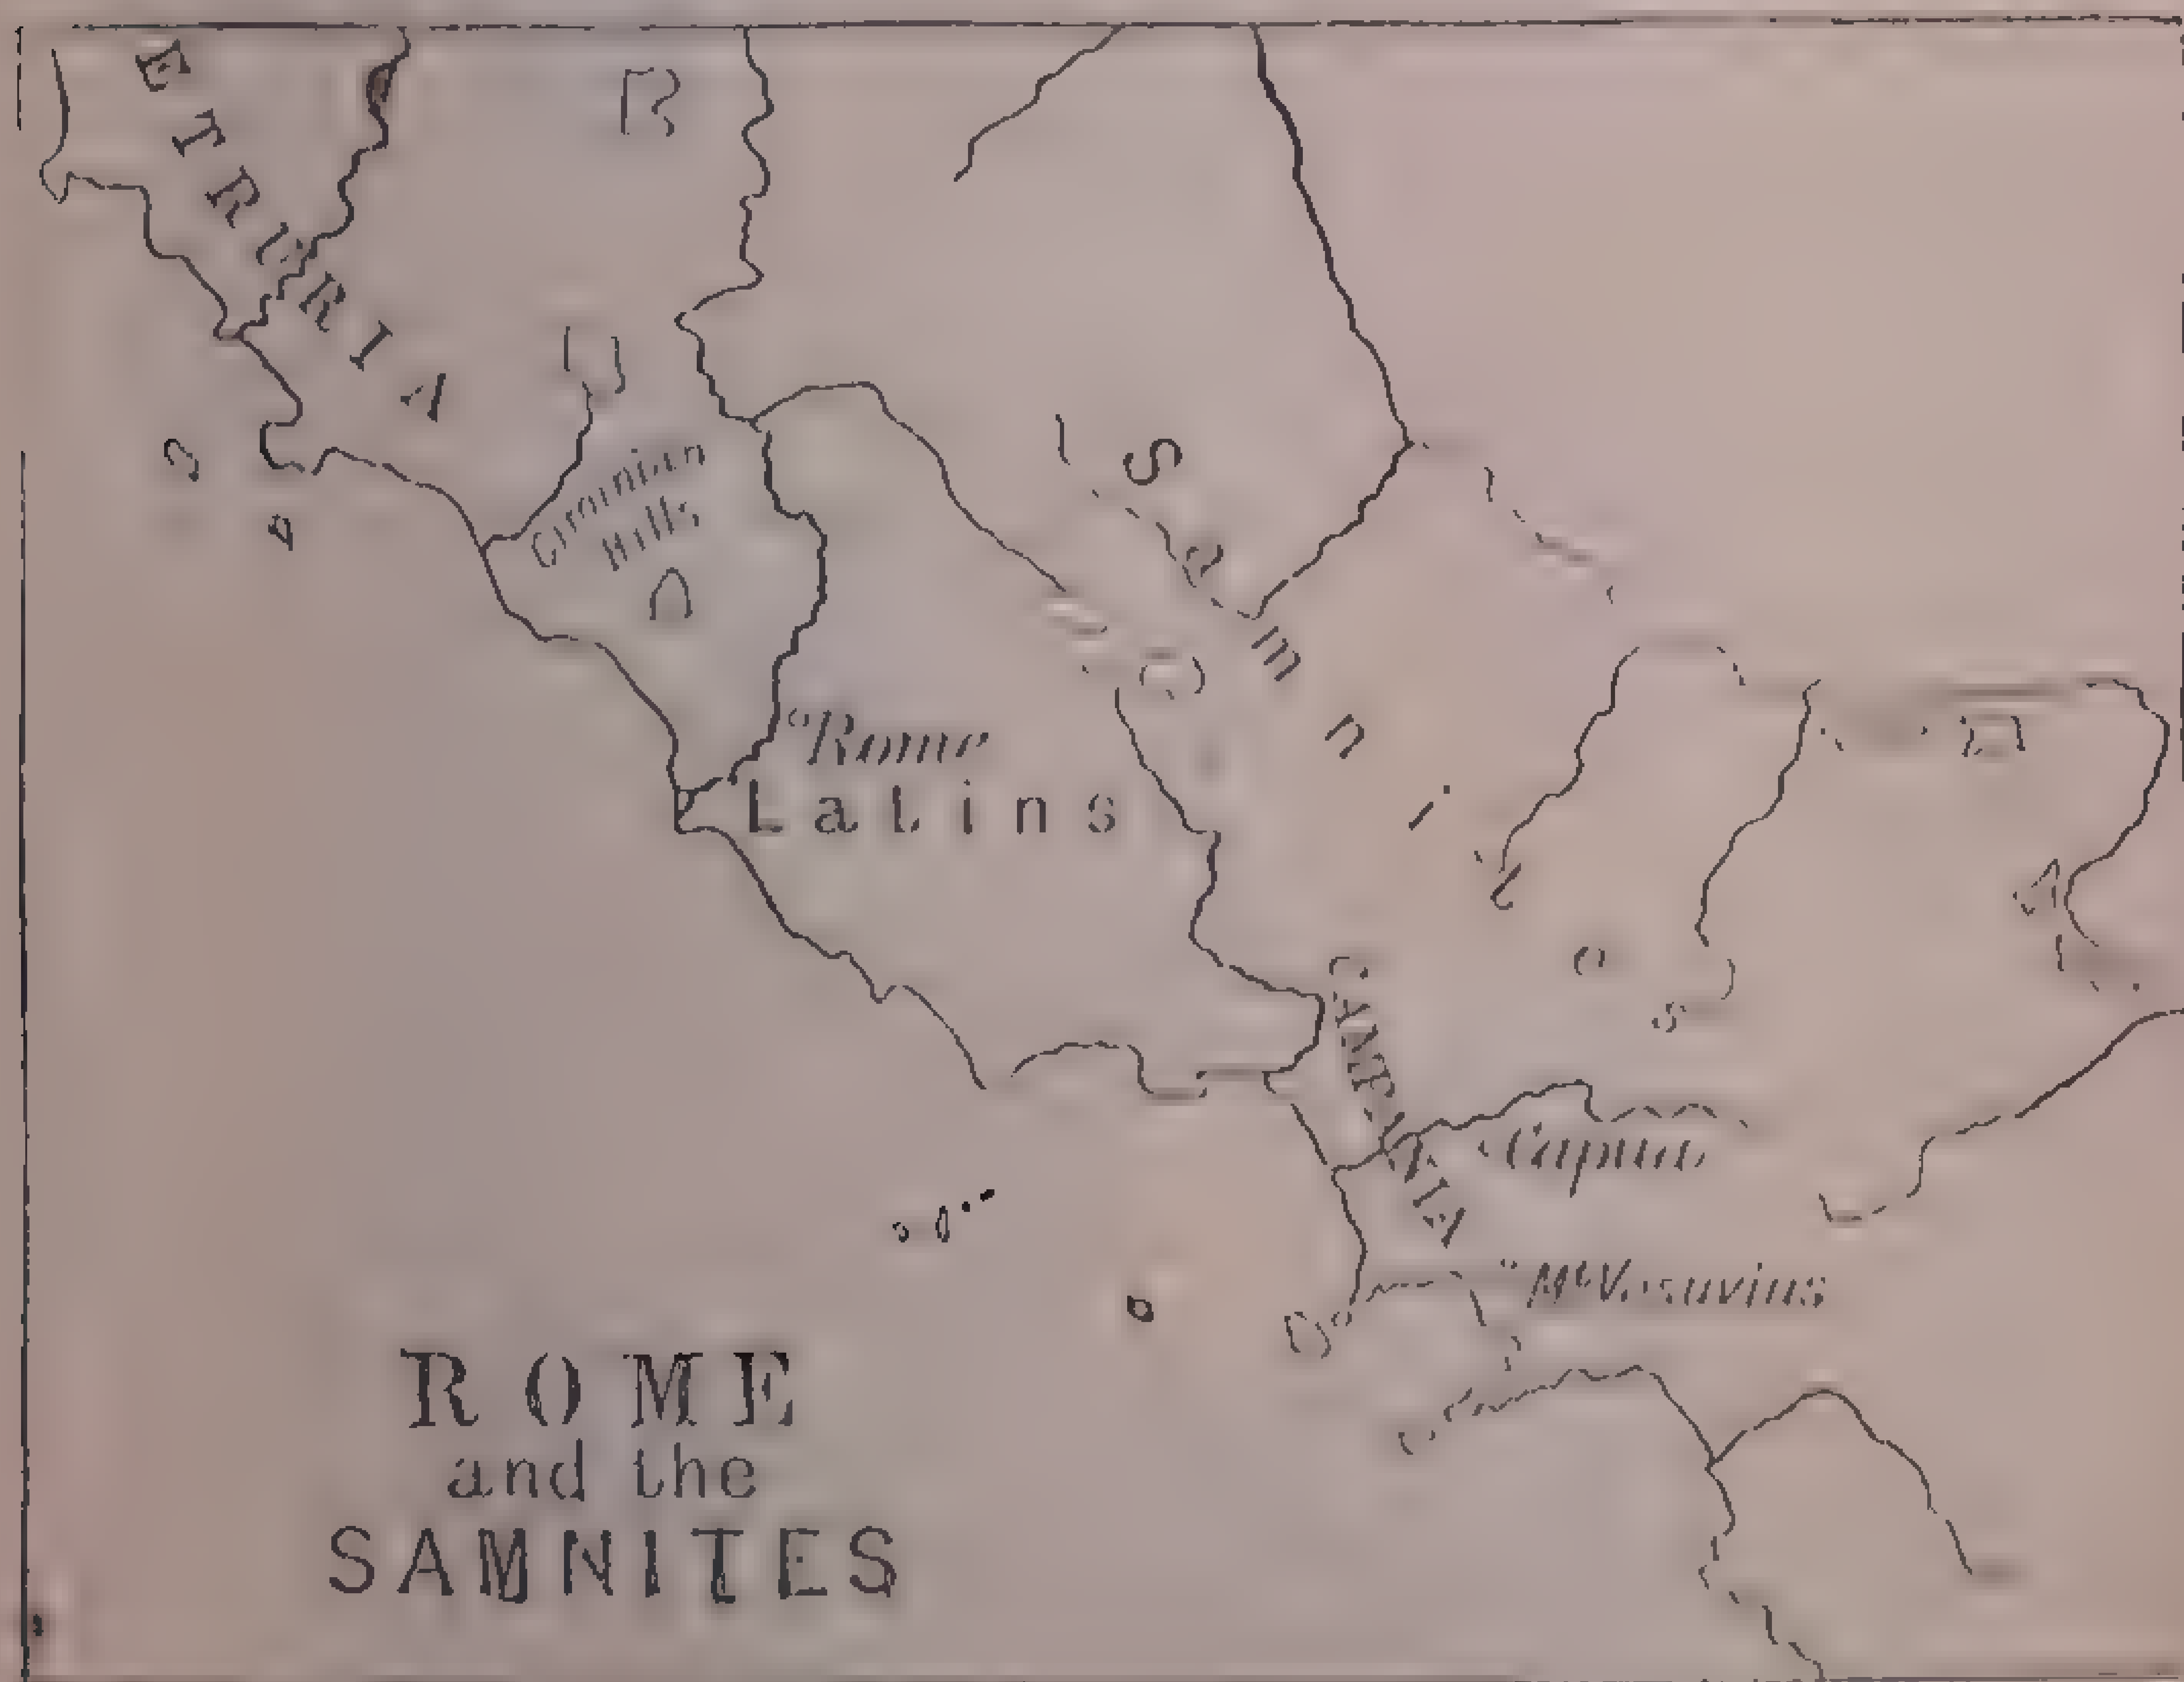 ETRURIA
Ciminian
Hills
Samnites
Rome
Latins
CAMPANIA
Capua
Mt Vesuvius
ROME
and the
SAMNITES